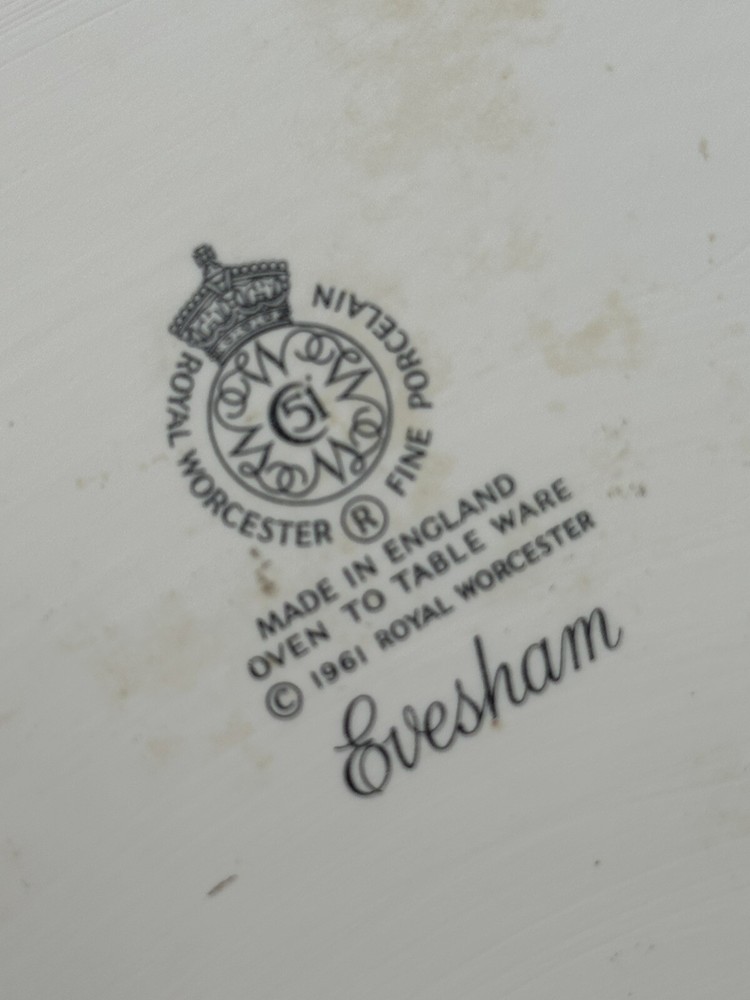 ROYAL WORCESTER ® FINE PORCELAIN
51
MADE IN ENGLAND
OVEN TO TABLE WARE
© 1961 ROYAL WORCESTER
Evesham